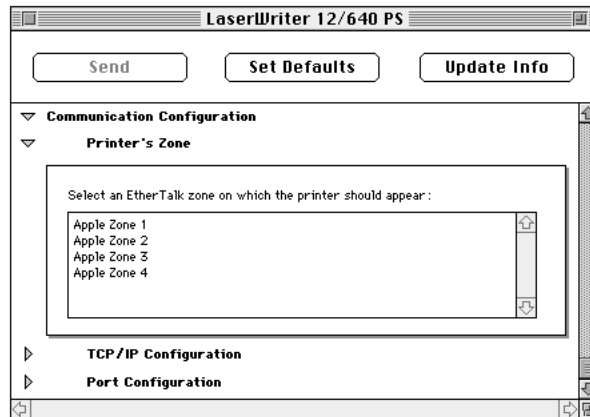 LaserWriter 12/640 PS
Send Set Defaults Update Info
Communication Configuration
Printer's Zone
Select an EtherTalk zone on which the printer should appear:
Apple Zone 1
Apple Zone 2
Apple Zone 3
Apple Zone 4
TCP/IP Configuration
Port Configuration